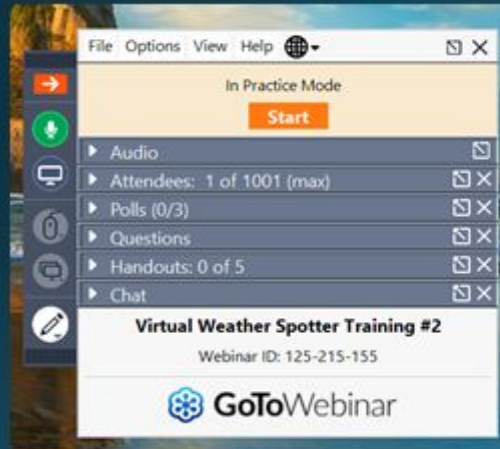 File Options View Help
In Practice Mode
Start
Audio
Attendees: 1 of 1001 (max)
Polls (0/3)
Questions
Handouts: 0 of 5
Chat
Virtual Weather Spotter Training #2
Webinar ID: 125-215-155
GoToWebinar